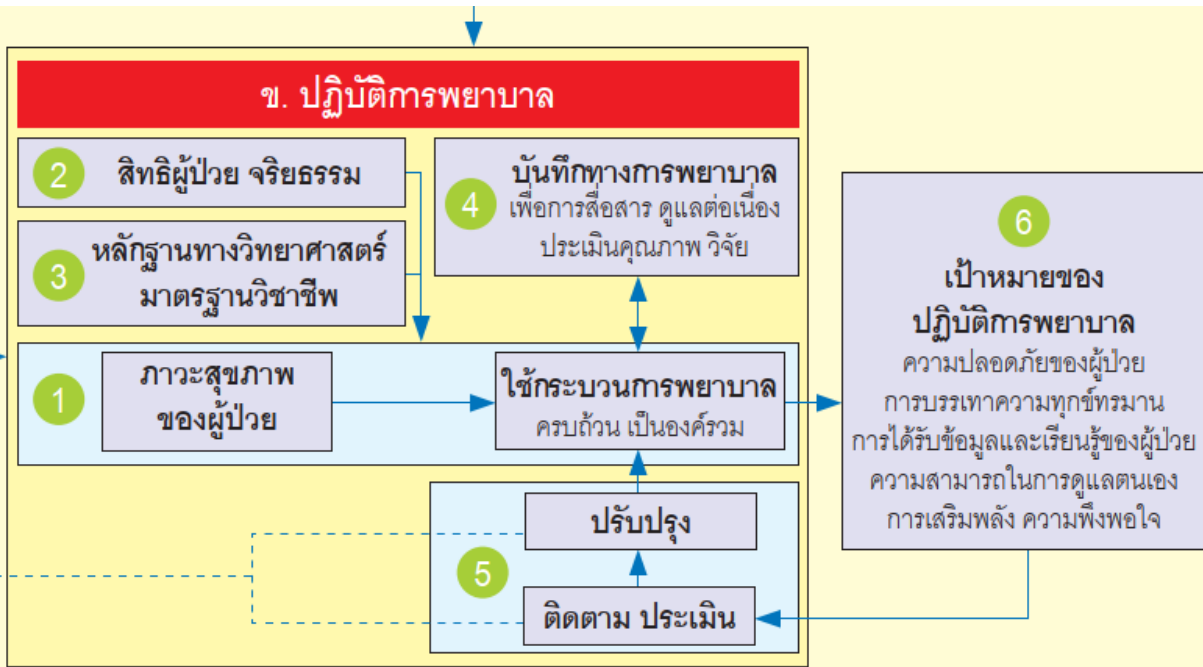 ข. ปฏิบัติการพยาบาล
2
สิทธิผู้ป่วย จริยธรรม
3
หลักฐานทางวิทยาศาสตร์
มาตรฐานวิชาชีพ
4
บันทึกทางการพยาบาล
เพื่อการสื่อสาร ดูแลต่อเนื่อง
ประเมินคุณภาพ วิจัย
1
ภาวะสุขภาพ
ของผู้ป่วย
ใช้กระบวนการพยาบาล
ครบถ้วน เป็นองค์รวม
5
ปรับปรุง
ติดตาม ประเมิน
6
เป้าหมายของ
ปฏิบัติการพยาบาล
ความปลอดภัยของผู้ป่วย
การบรรเทาความทุกข์ทรมาน
การได้รับข้อมูลและเรียนรู้ของผู้ป่วย
ความสามารถในการดูแลตนเอง
การเสริมพลัง ความพึงพอใจ